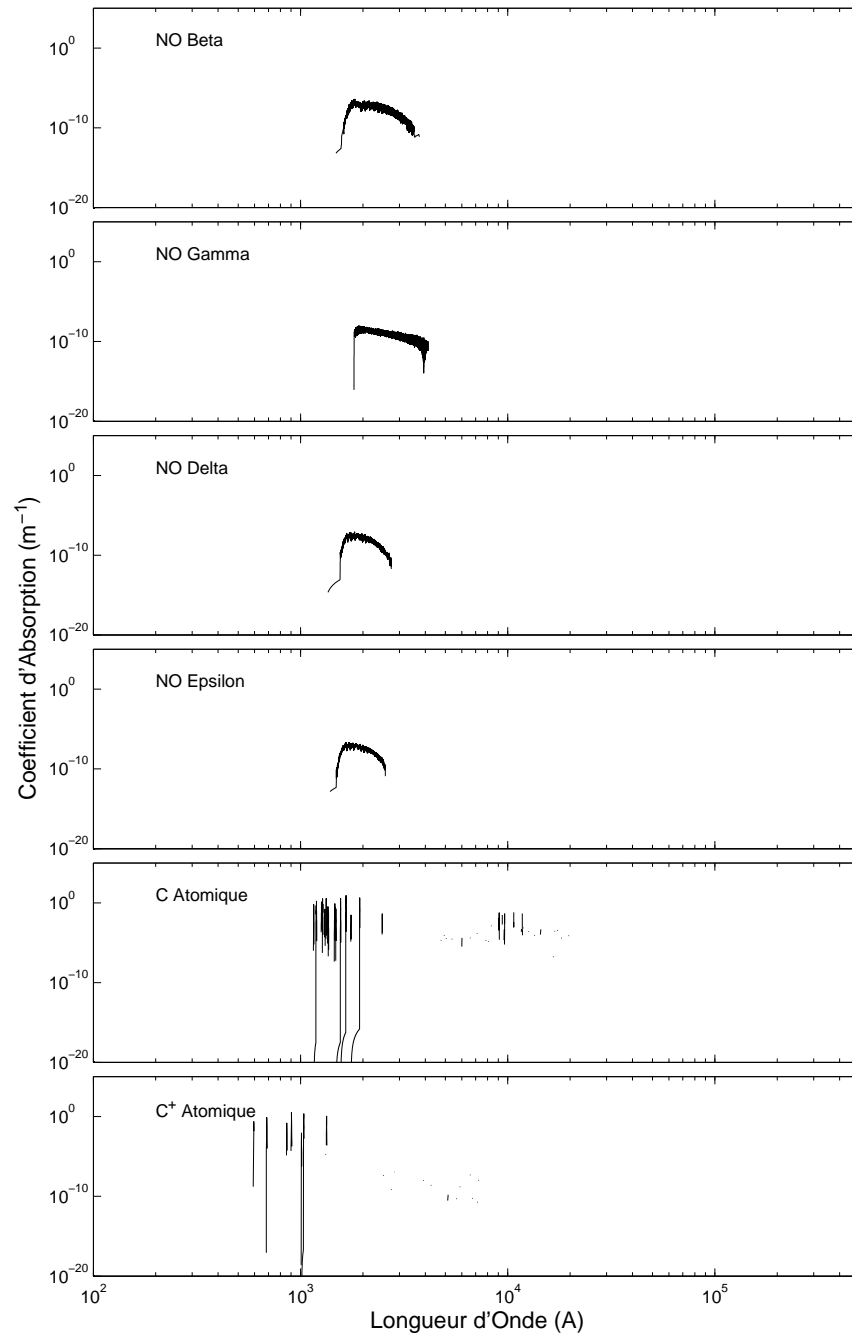 NO Beta
10^0
10^−10
10^−20
NO Gamma
10^0
10^−10
10^−20
NO Delta
10^0
10^−10
10^−20
NO Epsilon
10^0
10^−10
10^−20
C Atomique
10^0
10^−10
10^−20
C^+ Atomique
10^0
10^−10
10^−20
10^2 10^3 10^4 10^5
Coefficient d'Absorption (m^−1)
Longueur d'Onde (A)